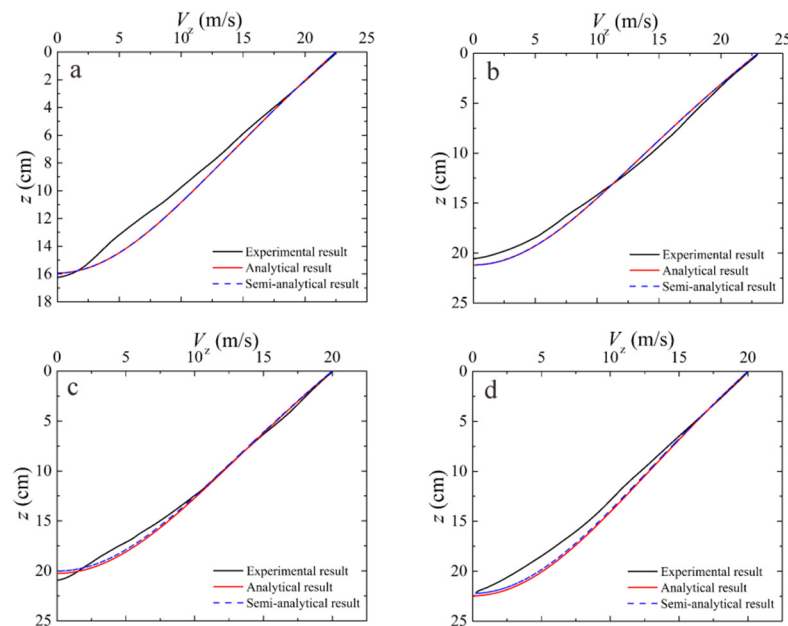 V_z (m/s)
0 5 10 15 20 25
a
0
2
4
6
8
10
12
14
16
18
z (cm)
Experimental result
Analytical result
Semi-analytical result
V_z (m/s)
0 5 10 15 20 25
b
0
5
10
15
20
25
z (cm)
Experimental result
Analytical result
Semi-analytical result
V_z (m/s)
0 5 10 15 20
c
0
5
10
15
20
25
z (cm)
Experimental result
Analytical result
Semi-analytical result
V_z (m/s)
0 5 10 15 20
d
0
5
10
15
20
25
z (cm)
Experimental result
Analytical result
Semi-analytical result